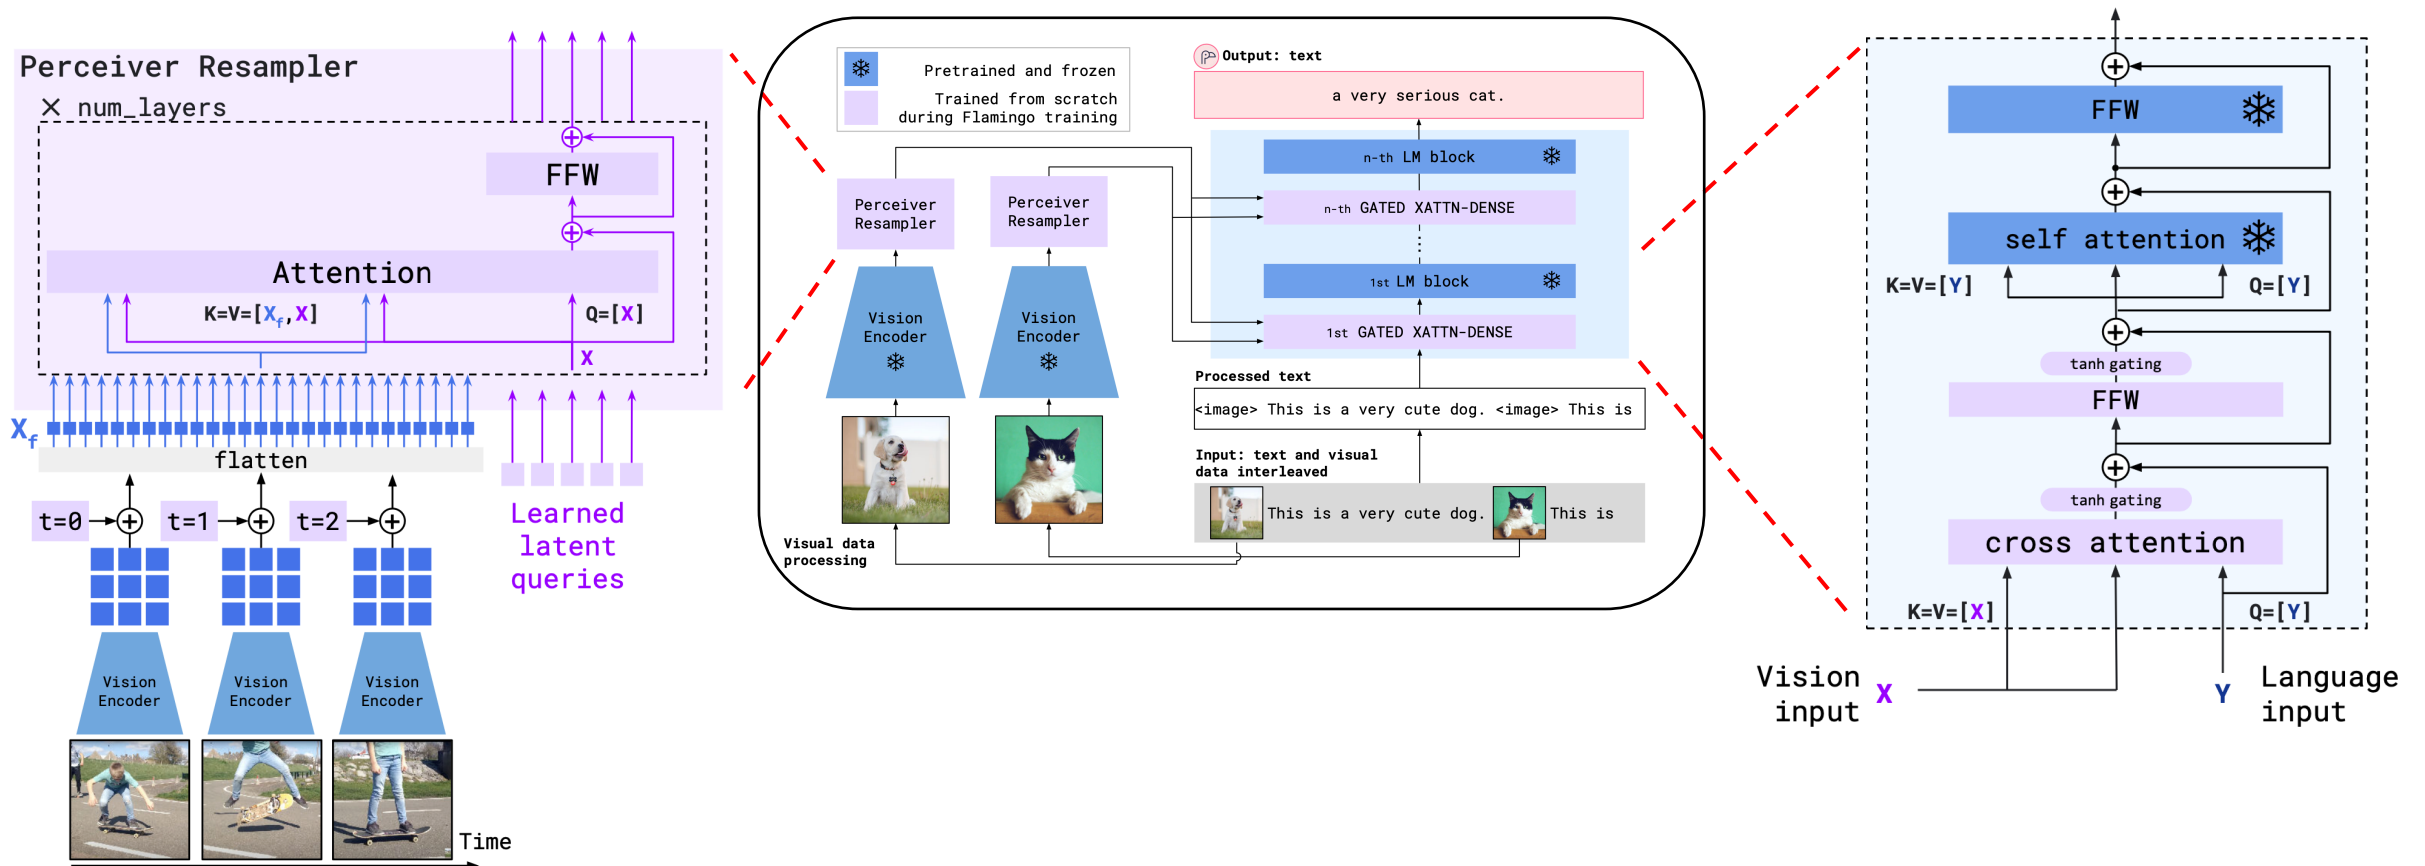 Perceiver Resampler
× num_layers
FFW
Attention
K=V=[Xf,X]
Q=[X]
X
Xf
flatten
t=0
t=1
t=2
Learned
latent
queries
Vision
Encoder
Vision
Encoder
Vision
Encoder
Time
Pretrained and frozen
Trained from scratch
during Flamingo training
Perceiver
Resampler
Perceiver
Resampler
Vision
Encoder
Vision
Encoder
Visual data
processing
Output: text
a very serious cat.
n-th LM block
n-th GATED XATTN-DENSE
1st LM block
1st GATED XATTN-DENSE
Processed text
<image> This is a very cute dog. <image> This is
Input: text and visual
data interleaved
This is a very cute dog.
This is
FFW
self attention
K=V=[Y]
Q=[Y]
tanh gating
FFW
tanh gating
cross attention
K=V=[X]
Q=[Y]
Vision
input
X
Y
Language
input